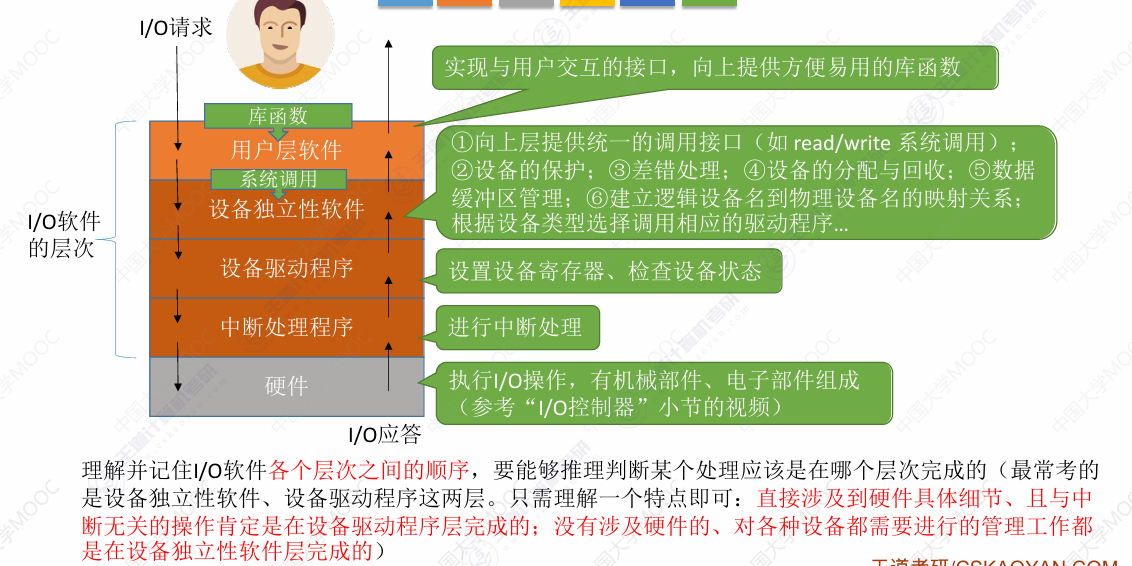 I/O请求
实现与用户交互的接口，向上提供方便易用的库函数
库函数
用户层软件
系统调用
设备独立性软件
①向上层提供统一的调用接口（如 read/write 系统调用）；
②设备的保护；③差错处理；④设备的分配与回收；⑤数据
缓冲区管理；⑥建立逻辑设备名到物理设备名的映射关系；
根据设备类型选择调用相应的驱动程序...
I/O软件
的层次
设备驱动程序
设置设备寄存器、检查设备状态
中断处理程序
进行中断处理
硬件
执行I/O操作，有机械部件、电子部件组成
（参考“I/O控制器”小节的视频）
I/O应答
理解并记住I/O软件各个层次之间的顺序，要能够推理判断某个处理应该是在哪个层次完成的（最常考的
是设备独立性软件、设备驱动程序这两层。只需理解一个特点即可：直接涉及到硬件具体细节、且与中
断无关的操作肯定是在设备驱动程序层完成的；没有涉及硬件的、对各种设备都需要进行的管理工作都
是在设备独立性软件层完成的）
王道考研/CSKAOYAN.COM
中国大学MOOC
王道计算机考研